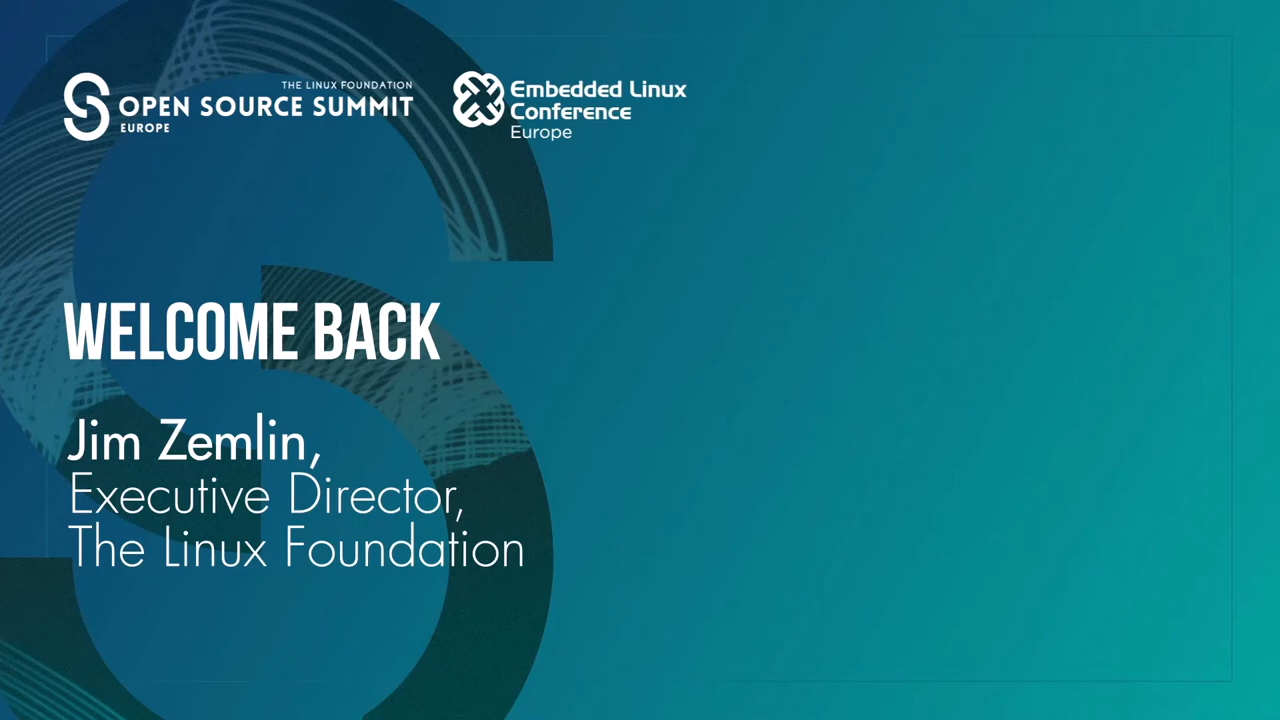 THE LINUX FOUNDATION
OPEN SOURCE SUMMIT
EUROPE
Embedded Linux
Conference
Europe
WELCOME BACK
Jim Zemlin,
Executive Director,
The Linux Foundation